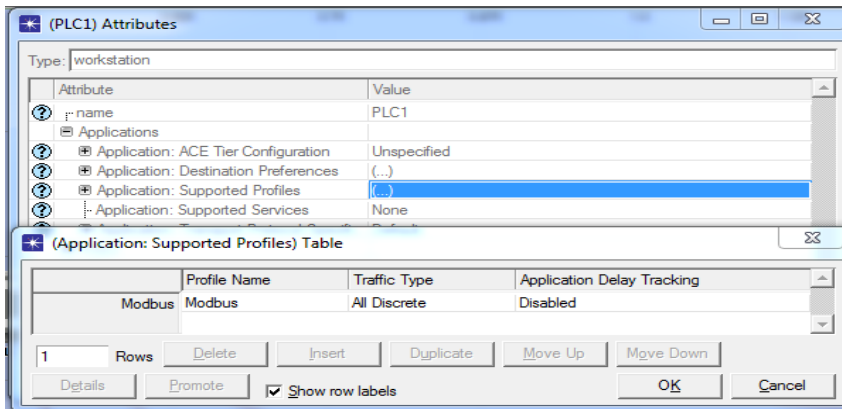 (PLC1) Attributes
Type: workstation
Attribute Value
name PLC1
Applications
Application: ACE Tier Configuration Unspecified
Application: Destination Preferences (...)
Application: Supported Profiles (...)
Application: Supported Services None
(Application: Supported Profiles) Table
Profile Name Traffic Type Application Delay Tracking
Modbus Modbus All Discrete Disabled
1 Rows Delete Insert Duplicate Move Up Move Down
Details Promote Show row labels OK Cancel